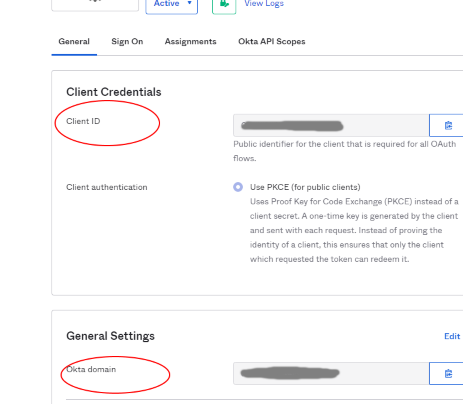 Active ▼ View Logs
General Sign On Assignments Okta API Scopes
Client Credentials
Client ID
Public identifier for the client that is required for all OAuth
flows.
Client authentication Use PKCE (for public clients)
Uses Proof Key for Code Exchange (PKCE) instead of a
client secret. A one-time key is generated by the client
and sent with each request. Instead of proving the
identity of a client, this ensures that only the client
which requested the token can redeem it.
General Settings Edit
Okta domain